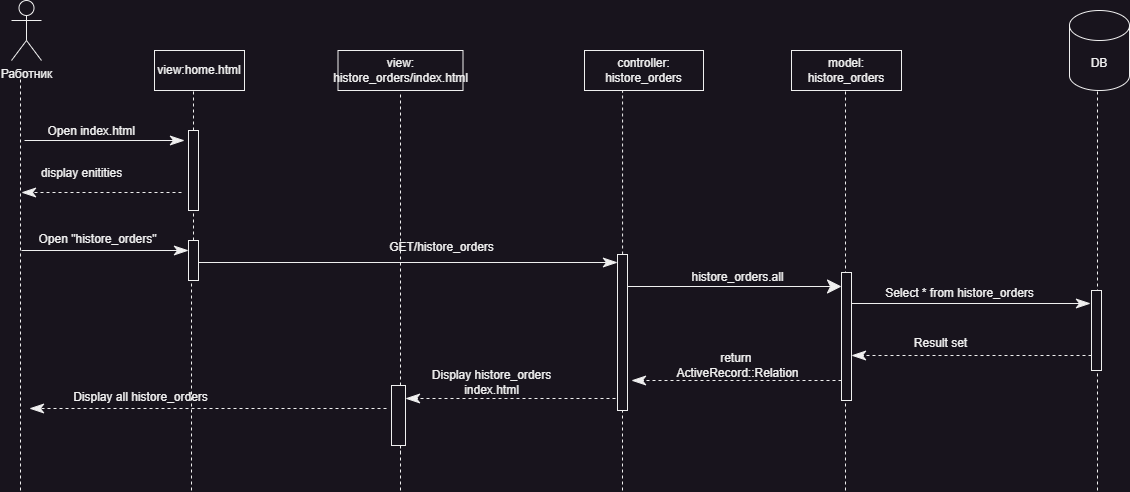 Работник
view:home.html
view:
histore_orders/index.html
controller:
histore_orders
model:
histore_orders
DB
Open index.html
display enitities
Open "histore_orders"
GET/histore_orders
histore_orders.all
Select * from histore_orders
Result set
return
ActiveRecord::Relation
Display histore_orders
index.html
Display all histore_orders